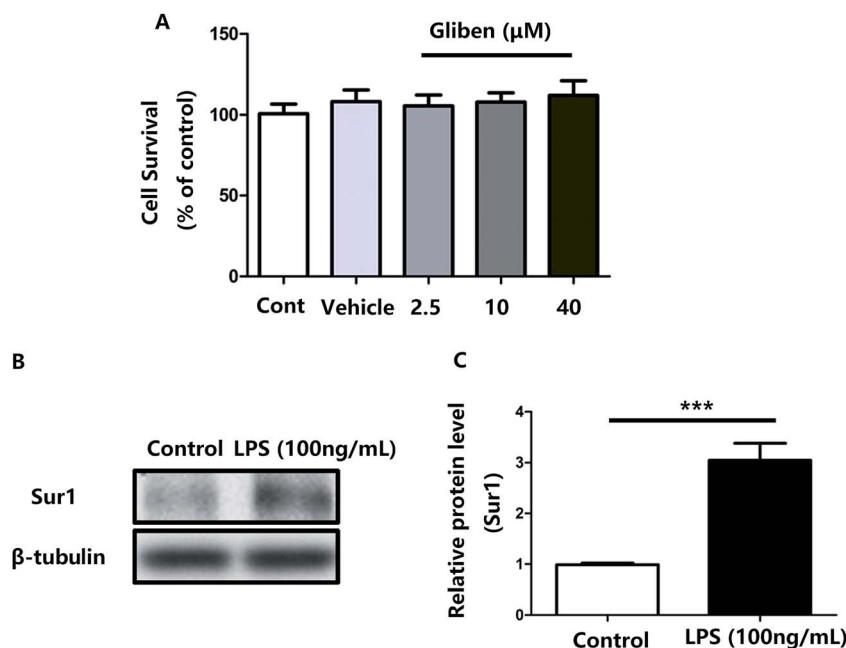 A
Gliben (μM)
Cell Survival
(% of control)
150
100
50
0
Cont Vehicle 2.5 10 40
B
Control LPS (100ng/mL)
Sur1
β-tubulin
C
***
Relative protein level
(Sur1)
4
3
2
1
0
Control LPS (100ng/mL)